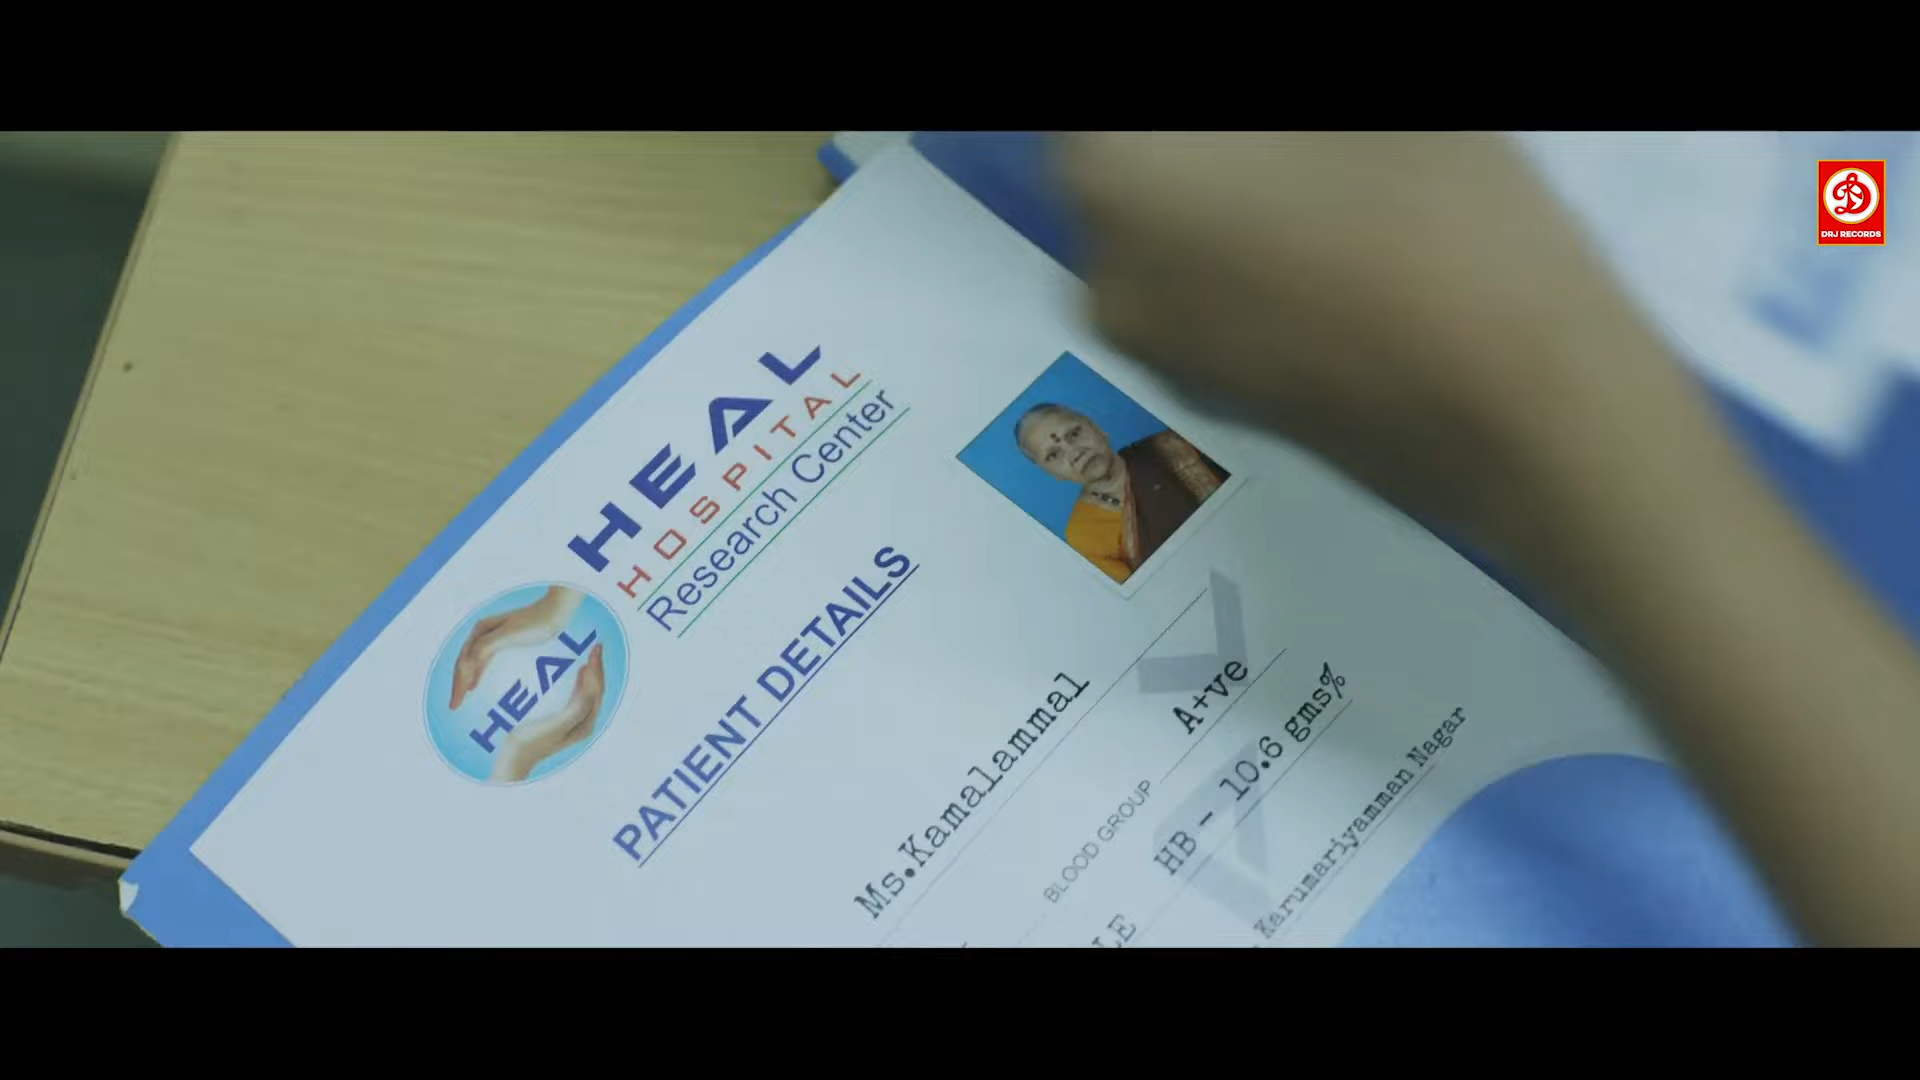 DRJ RECORDS
HEAL
HOSPITAL
Research Center
HEAL
PATIENT DETAILS
Ms.Kamalammal
BLOOD GROUP A+ve
LE HB - 10.6 gms%
Karumariyamman Nagar